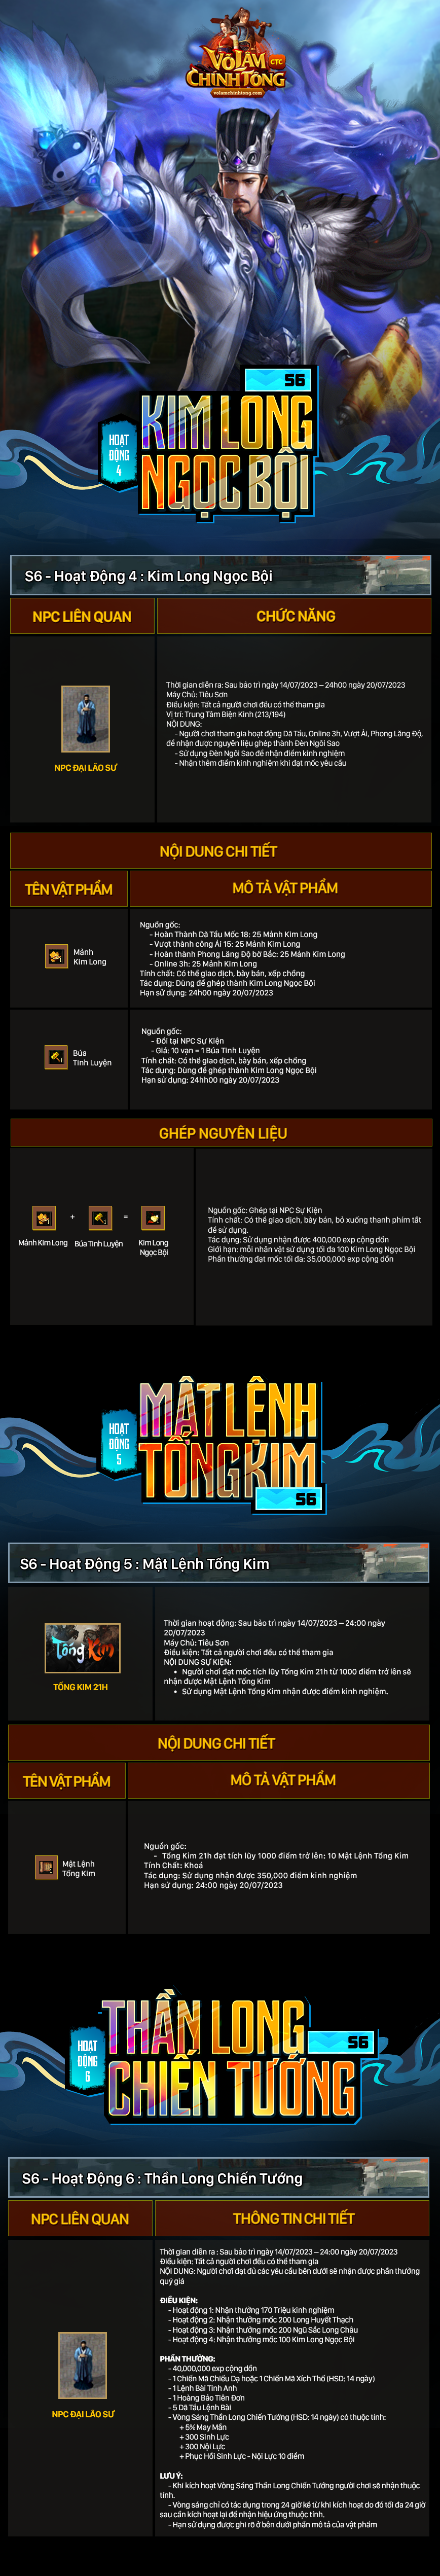 VÕ LÂM
CTC
CHÍNH TÔNG
volamchinhtong.com
S6
HOẠT
ĐỘNG
4
KIM LONG
NGỌC BỘI
S6 - Hoạt Động 4 : Kim Long Ngọc Bội
NPC LIÊN QUAN
CHỨC NĂNG
NPC ĐẠI LÃO SƯ
Thời gian diễn ra: Sau bảo trì ngày 14/07/2023 – 24h00 ngày 20/07/2023
Máy Chủ: Tiêu Sơn
Điều kiện: Tất cả người chơi đều có thể tham gia
Vị trí: Trung Tâm Biện Kinh (213/194)
NỘI DUNG:
- Người chơi tham gia hoạt động Dã Tẩu, Online 3h, Vượt Ải, Phong Lăng Độ,
để nhận được nguyên liệu ghép thành Đèn Ngôi Sao
- Sử dụng Đèn Ngôi Sao để nhận điểm kinh nghiệm
- Nhận thêm điểm kinh nghiệm khi đạt mốc yêu cầu
NỘI DUNG CHI TIẾT
TÊN VẬT PHẨM
MÔ TẢ VẬT PHẨM
Mảnh
Kim Long
Nguồn gốc:
- Hoàn Thành Dã Tẩu Mốc 18: 25 Mảnh Kim Long
- Vượt thành công Ải 15: 25 Mảnh Kim Long
- Hoàn thành Phong Lăng Độ bờ Bắc: 25 Mảnh Kim Long
- Online 3h: 25 Mảnh Kim Long
Tính chất: Có thể giao dịch, bày bán, xếp chồng
Tác dụng: Dùng để ghép thành Kim Long Ngọc Bội
Hạn sử dụng: 24h00 ngày 20/07/2023
Búa
Tinh Luyện
Nguồn gốc:
- Đổi tại NPC Sự Kiện
- Giá: 10 vạn = 1 Búa Tinh Luyện
Tính chất: Có thể giao dịch, bày bán, xếp chồng
Tác dụng: Dùng để ghép thành Kim Long Ngọc Bội
Hạn sử dụng: 24hh00 ngày 20/07/2023
GHÉP NGUYÊN LIỆU
+
=
Mảnh Kim Long
Búa Tinh Luyện
Kim Long
Ngọc Bội
Nguồn gốc: Ghép tại NPC Sự Kiện
Tính chất: Có thể giao dịch, bày bán, bỏ xuống thanh phím tắt
để sử dụng.
Tác dụng: Sử dụng nhận được 400,000 exp cộng dồn
Giới hạn: mỗi nhân vật sử dụng tối đa 100 Kim Long Ngọc Bội
Phần thưởng đạt mốc tối đa: 35,000,000 exp cộng dồn
HOẠT
ĐỘNG
5
MẬT LỆNH
TỐNG KIM
S6
S6 - Hoạt Động 5 : Mật Lệnh Tống Kim
Tống Kim
TỐNG KIM 21H
Thời gian hoạt động: Sau bảo trì ngày 14/07/2023 – 24:00 ngày
20/07/2023
Máy Chủ: Tiêu Sơn
Điều kiện: Tất cả người chơi đều có thể tham gia
NỘI DUNG SỰ KIỆN:
• Người chơi đạt mốc tích lũy Tống Kim 21h từ 1000 điểm trở lên sẽ
nhận được Mật Lệnh Tống Kim
• Sử dụng Mật Lệnh Tống Kim nhận được điểm kinh nghiệm.
NỘI DUNG CHI TIẾT
TÊN VẬT PHẨM
MÔ TẢ VẬT PHẨM
Mật Lệnh
Tống Kim
Nguồn gốc:
- Tống Kim 21h đạt tích lũy 1000 điểm trở lên: 10 Mật Lệnh Tống Kim
Tính Chất: Khoá
Tác dụng: Sử dụng nhận được 350,000 điểm kinh nghiệm
Hạn sử dụng: 24:00 ngày 20/07/2023
HOẠT
ĐỘNG
6
THẦN LONG
S6
CHIẾN TƯỚNG
S6 - Hoạt Động 6 : Thần Long Chiến Tướng
NPC LIÊN QUAN
THÔNG TIN CHI TIẾT
NPC ĐẠI LÃO SƯ
Thời gian diễn ra : Sau bảo trì ngày 14/07/2023 – 24:00 ngày 20/07/2023
Điều kiện: Tất cả người chơi đều có thể tham gia
NỘI DUNG: Người chơi đạt đủ các yêu cầu bên dưới sẽ nhận được phần thưởng
quý giá
ĐIỀU KIỆN:
- Hoạt động 1: Nhận thưởng 170 Triệu kinh nghiệm
- Hoạt động 2: Nhận thưởng mốc 200 Long Huyết Thạch
- Hoạt động 3: Nhận thưởng mốc 200 Ngũ Sắc Long Châu
- Hoạt động 4: Nhận thưởng mốc 100 Kim Long Ngọc Bội
PHẦN THƯỞNG:
- 40,000,000 exp cộng dồn
- 1 Chiến Mã Chiếu Dạ hoặc 1 Chiến Mã Xích Thố (HSD: 14 ngày)
- 1 Lệnh Bài Tinh Anh
- 1 Hoàng Bảo Tiên Đơn
- 5 Dã Tẩu Lệnh Bài
- Vòng Sáng Thần Long Chiến Tướng (HSD: 14 ngày) có thuộc tính:
+ 5% May Mắn
+ 300 Sinh Lực
+ 300 Nội Lực
+ Phục Hồi Sinh Lực - Nội Lực 10 điểm
LƯU Ý:
- Khi kích hoạt Vòng Sáng Thần Long Chiến Tướng người chơi sẽ nhận thuộc
tính.
- Vòng sáng chỉ có tác dụng trong 24 giờ kể từ khi kích hoạt do đó tối đa 24 giờ
sau cần kích hoạt lại để nhận hiệu ứng thuộc tính.
- Hạn sử dụng được ghi rõ ở bên dưới phần mô tả của vật phẩm